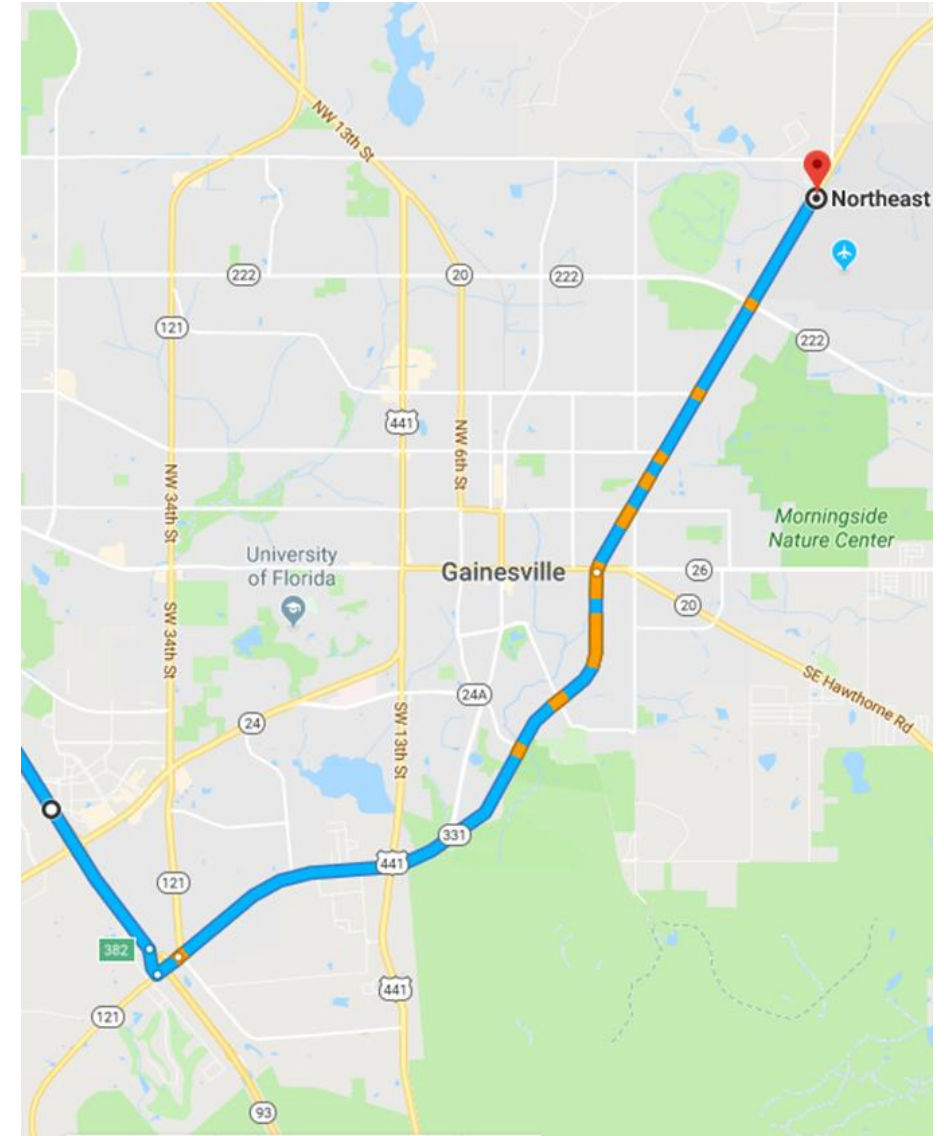 NW 13th St
Northeast
222
20
222
121
222
441
NW 6th St
NW 34th St
Morningside
Nature Center
University
of Florida
Gainesville
26
20
SW 34th St
SE Hawthorne Rd
24A
24
SW 13th St
331
441
121
382
441
121
93